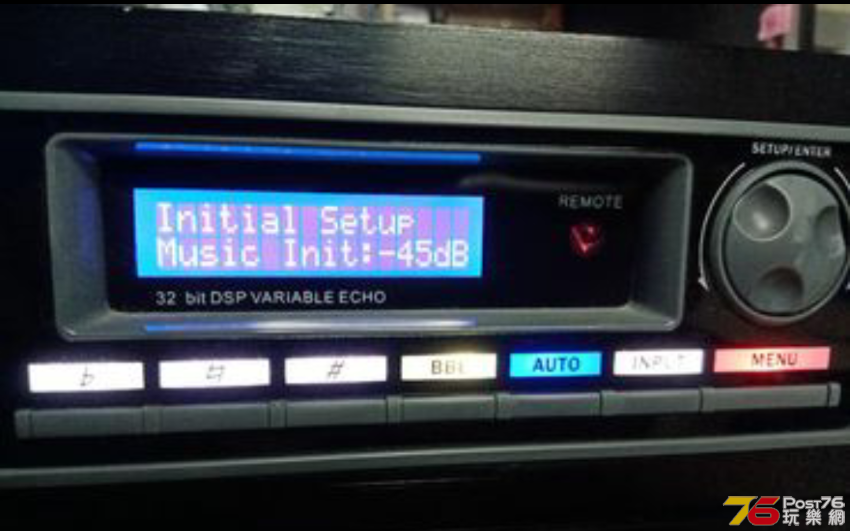 SETUP/ENTER
Initial Setup
Music Init:-45dB
REMOTE
32 bit DSP VARIABLE ECHO
♭ ♮ # BBE AUTO INPUT MENU
76 Post76
玩樂網